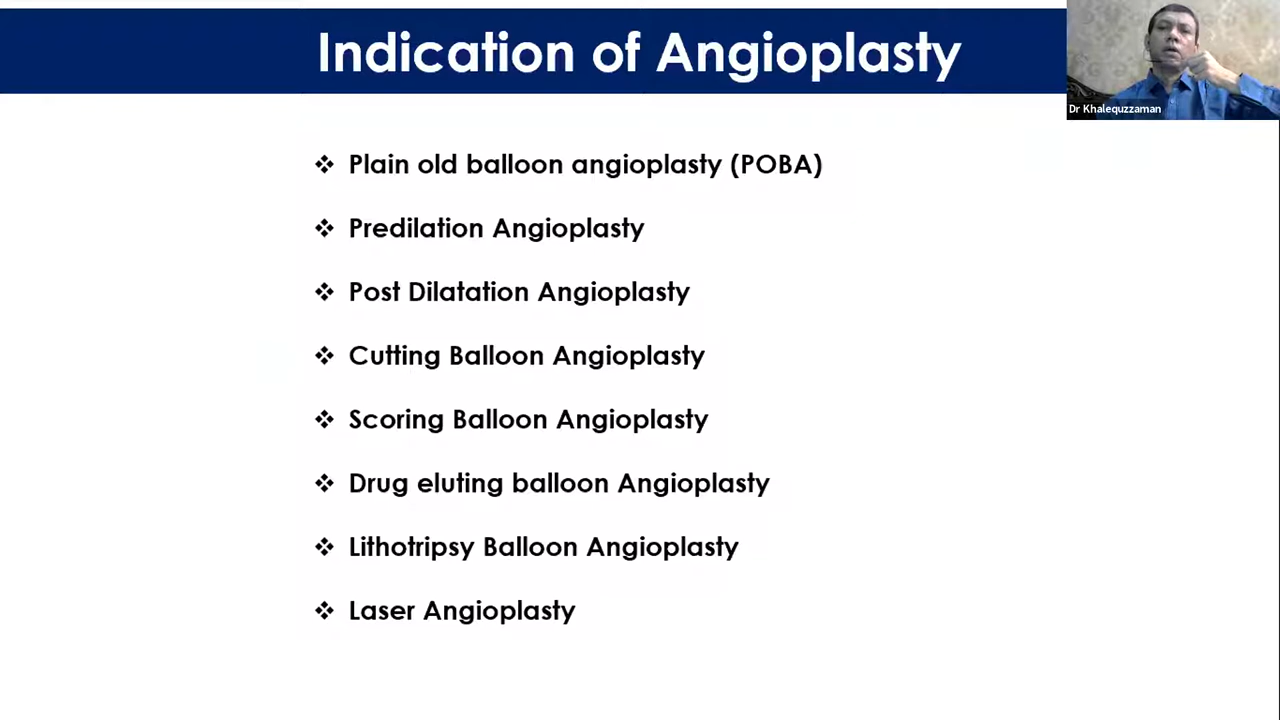 Indication of Angioplasty
Dr Khalequzzaman
❖ Plain old balloon angioplasty (POBA)
❖ Predilation Angioplasty
❖ Post Dilatation Angioplasty
❖ Cutting Balloon Angioplasty
❖ Scoring Balloon Angioplasty
❖ Drug eluting balloon Angioplasty
❖ Lithotripsy Balloon Angioplasty
❖ Laser Angioplasty